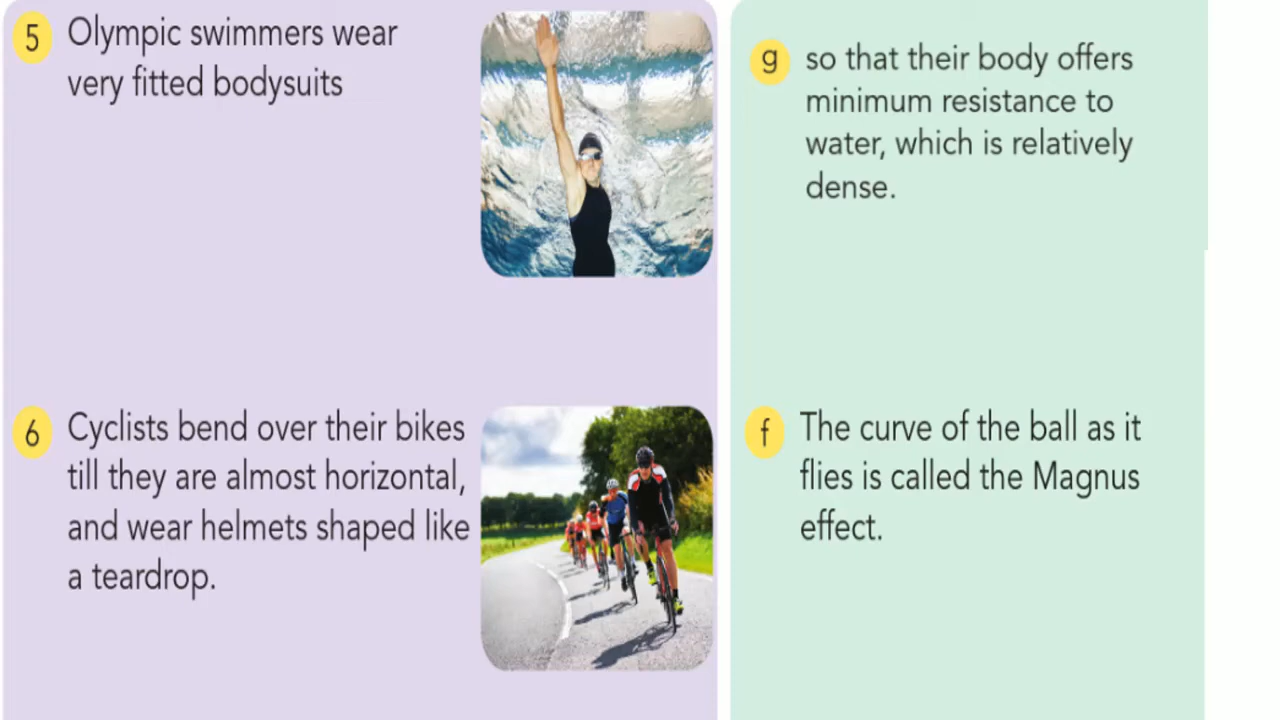 5
Olympic swimmers wear
very fitted bodysuits
g
so that their body offers
minimum resistance to
water, which is relatively
dense.
6
Cyclists bend over their bikes
till they are almost horizontal,
and wear helmets shaped like
a teardrop.
f
The curve of the ball as it
flies is called the Magnus
effect.